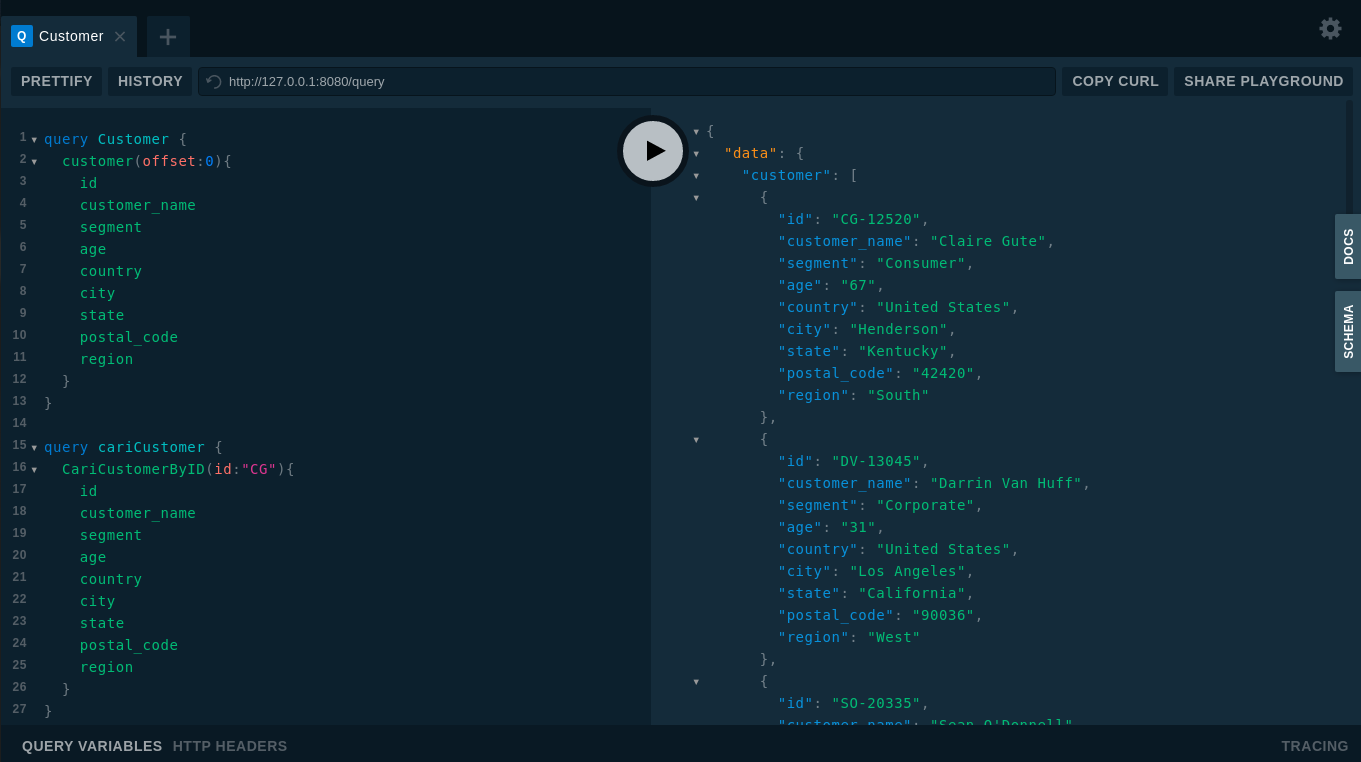 Q Customer
PRETTIFY HISTORY http://127.0.0.1:8080/query COPY CURL SHARE PLAYGROUND
1 query Customer {
2 customer(offset:0){
3 id
4 customer_name
5 segment
6 age
7 country
8 city
9 state
10 postal_code
11 region
12 }
13 }
14
15 query cariCustomer {
16 CariCustomerByID(id:"CG"){
17 id
18 customer_name
19 segment
20 age
21 country
22 city
23 state
24 postal_code
25 region
26 }
27 }
{
"data": {
"customer": [
{
"id": "CG-12520",
"customer_name": "Claire Gute",
"segment": "Consumer",
"age": "67",
"country": "United States",
"city": "Henderson",
"state": "Kentucky",
"postal_code": "42420",
"region": "South"
},
{
"id": "DV-13045",
"customer_name": "Darrin Van Huff",
"segment": "Corporate",
"age": "31",
"country": "United States",
"city": "Los Angeles",
"state": "California",
"postal_code": "90036",
"region": "West"
},
{
"id": "SO-20335",
"customer_name": "Sean O'Donnell",
DOCS
SCHEMA
QUERY VARIABLES HTTP HEADERS TRACING